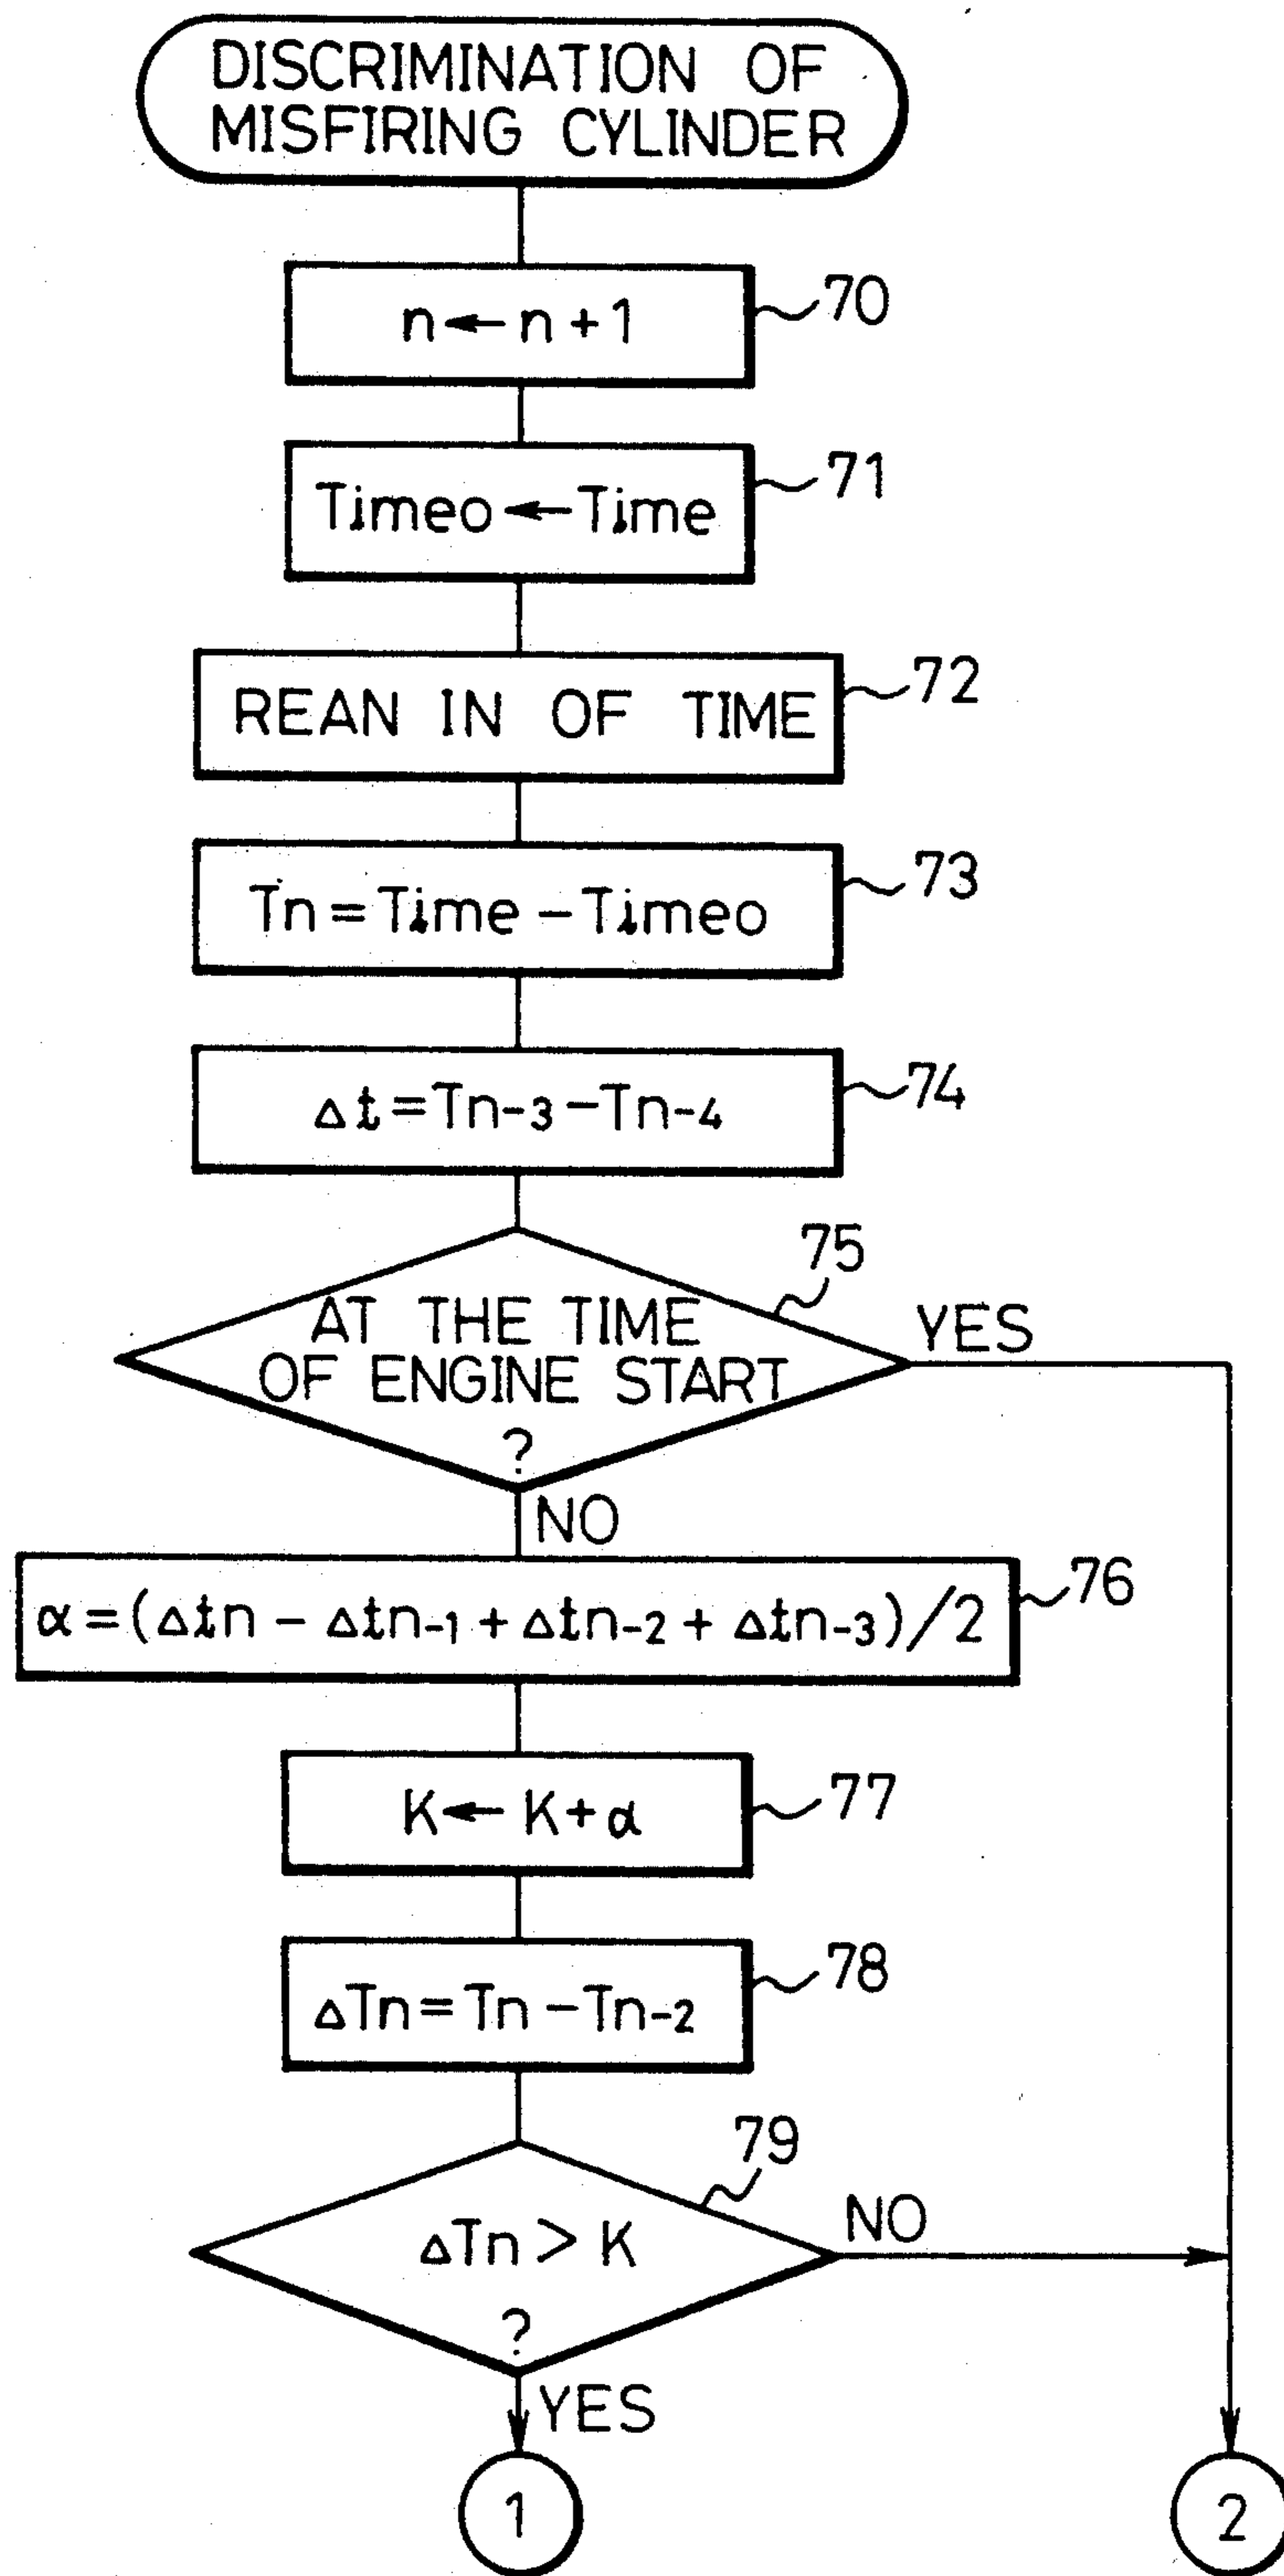 DISCRIMINATION OF
MISFIRING CYLINDER
n ← n + 1
70
Timeo ← Time
71
REAN IN OF TIME
72
Tn = Time − Timeo
73
Δt = Tn-3 − Tn-4
74
75
AT THE TIME
OF ENGINE START
?
YES
NO
α = (Δtn − Δtn-1 + Δtn-2 + Δtn-3)/2
76
K ← K + α
77
ΔTn = Tn − Tn-2
78
79
ΔTn > K
?
NO
YES
1
2